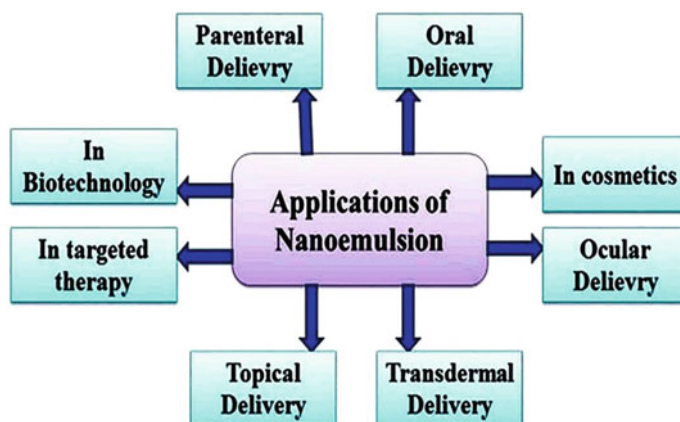 Parenteral
Delievry
Oral
Delievry
In
Biotechnology
Applications of
Nanoemulsion
In cosmetics
In targeted
therapy
Ocular
Delievry
Topical
Delivery
Transdermal
Delivery